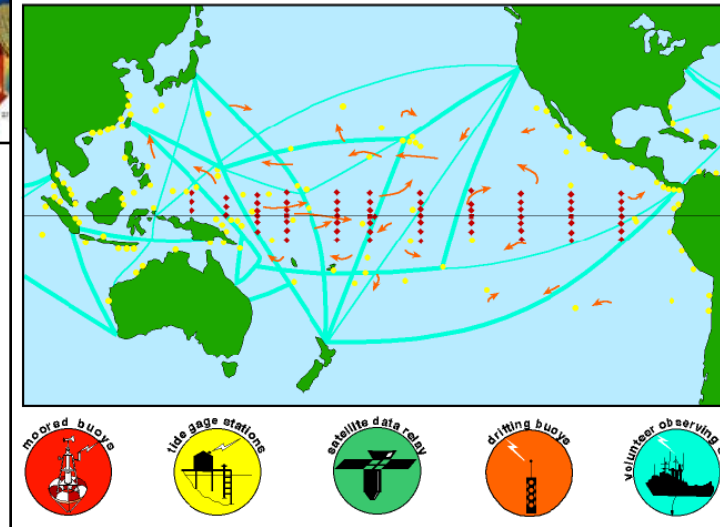 moored buoys
tide gage stations
satellite data relay
drifting buoys
volunteer observing